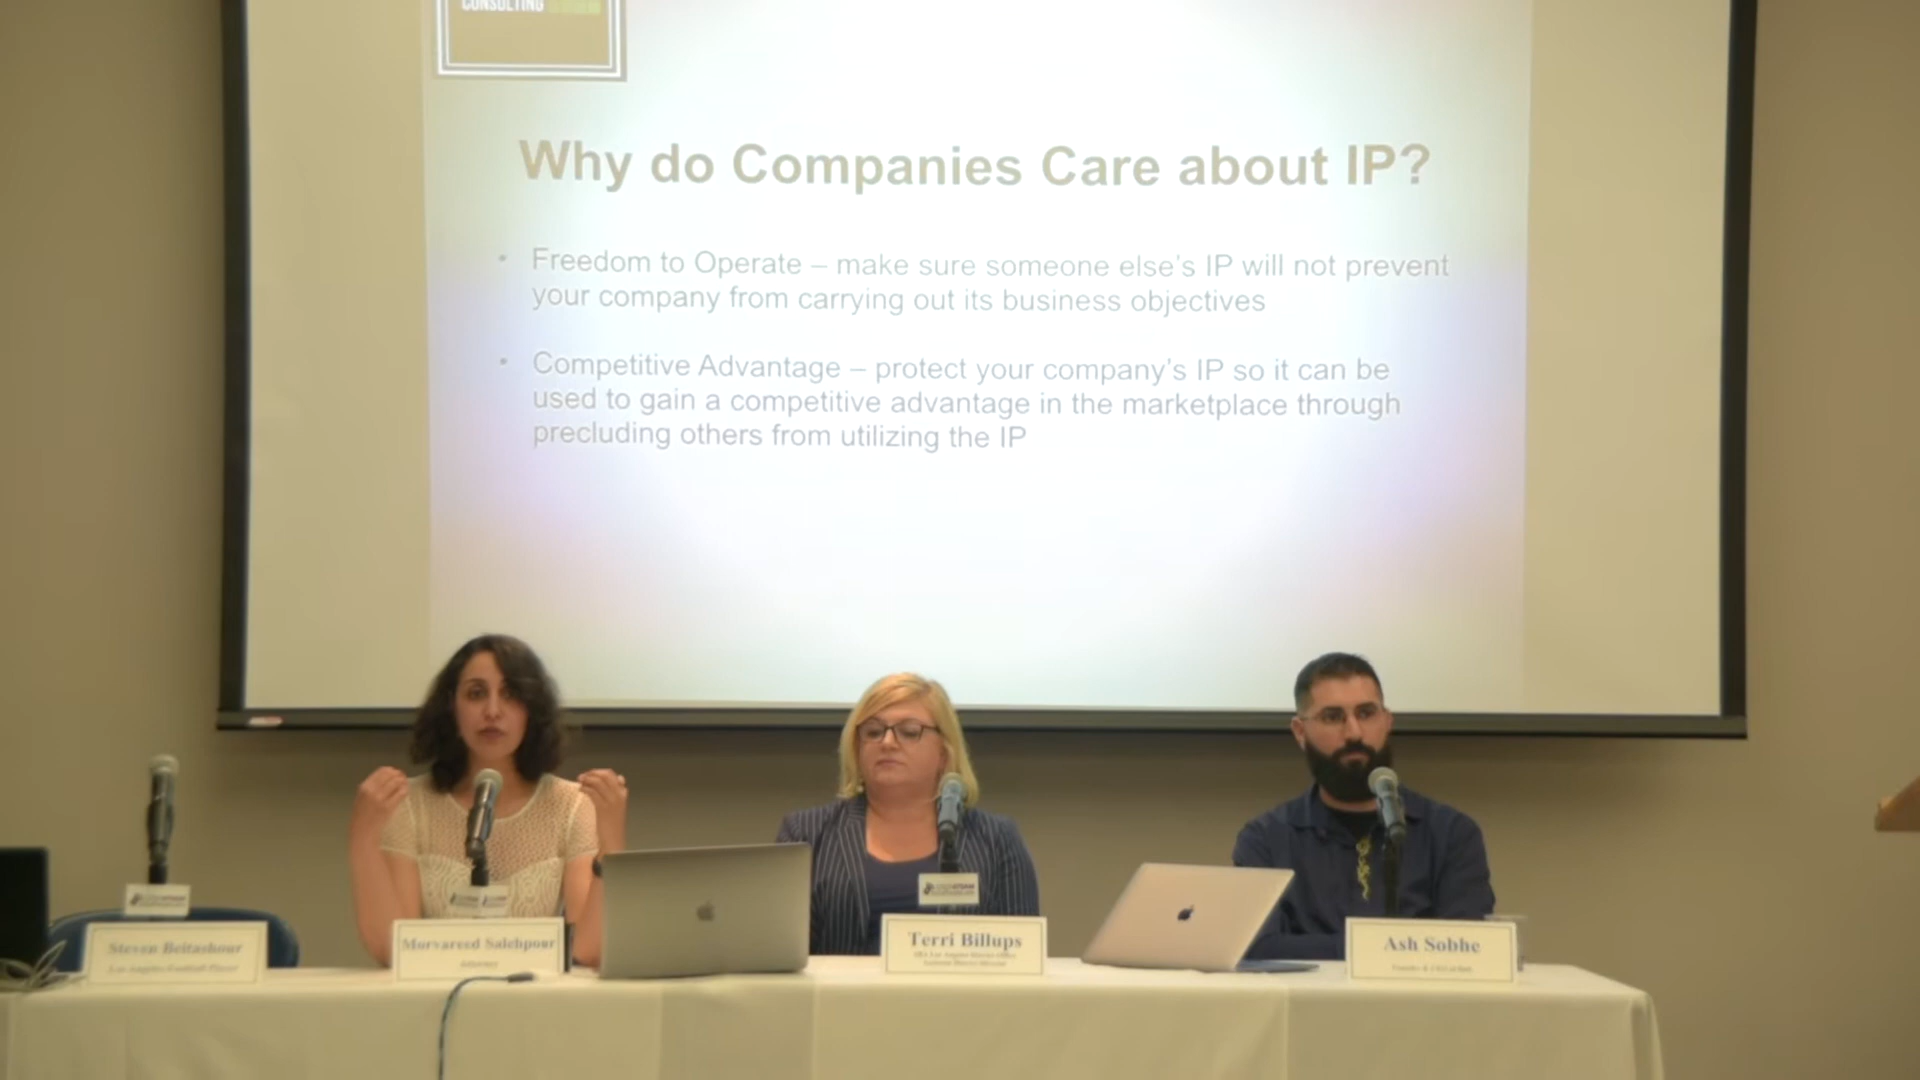 CONSULTING
Why do Companies Care about IP?
• Freedom to Operate – make sure someone else's IP will not prevent
your company from carrying out its business objectives
• Competitive Advantage – protect your company's IP so it can be
used to gain a competitive advantage in the marketplace through
precluding others from utilizing the IP
Steven Beitashour
Los Angeles Football Player
Morvareed Salehpour
Attorney
Terri Billups
Ash Sobhe